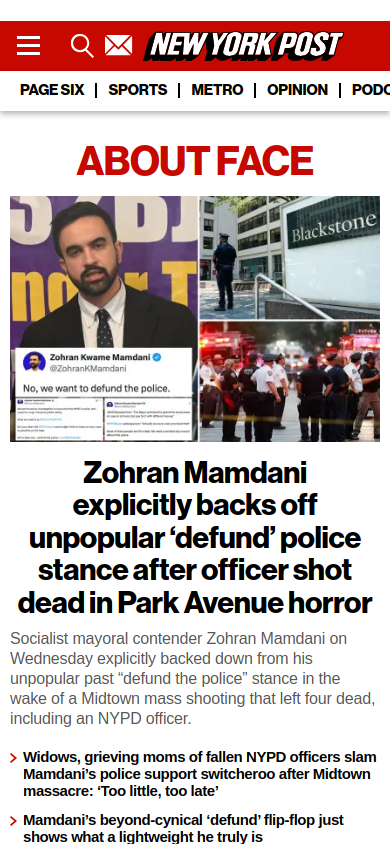 NEW YORK POST
PAGE SIX
SPORTS
METRO
OPINION
PODC
ABOUT FACE
Blackstone
Zohran Kwame Mamdani
@ZohranKMamdani
No, we want to defund the police.
Zohran Mamdani
explicitly backs off
unpopular ‘defund’ police
stance after officer shot
dead in Park Avenue horror
Socialist mayoral contender Zohran Mamdani on
Wednesday explicitly backed down from his
unpopular past “defund the police” stance in the
wake of a Midtown mass shooting that left four dead,
including an NYPD officer.
Widows, grieving moms of fallen NYPD officers slam
Mamdani’s police support switcheroo after Midtown
massacre: ‘Too little, too late’
Mamdani’s beyond-cynical ‘defund’ flip-flop just
shows what a lightweight he truly is